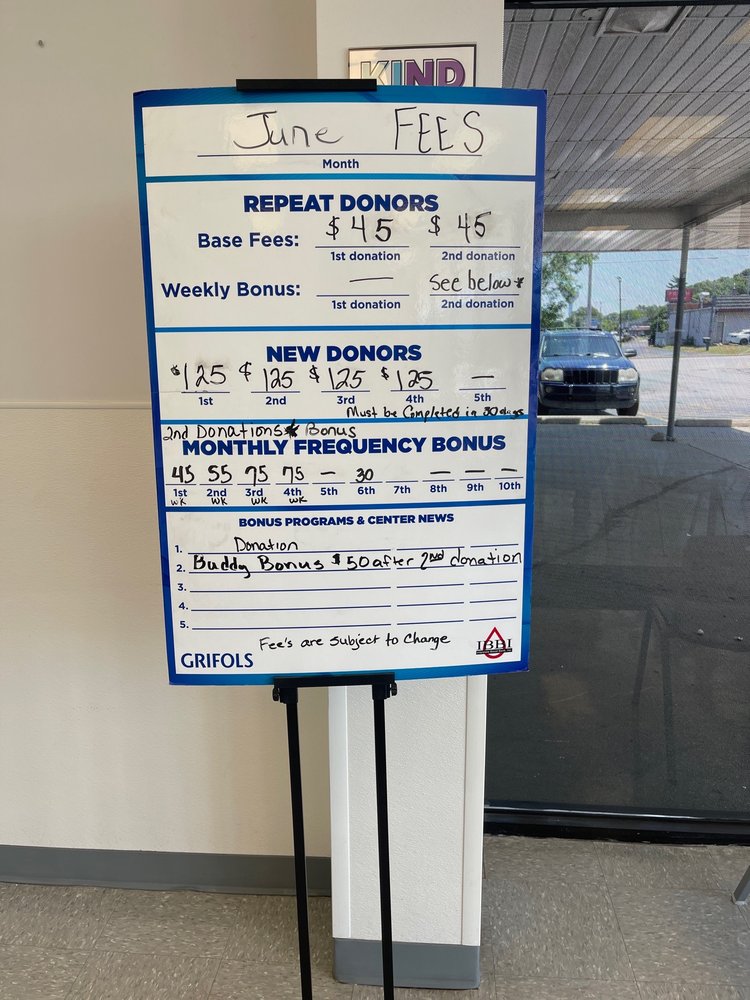 KIND
June FEES
Month
REPEAT DONORS
Base Fees: $45 $45
1st donation 2nd donation
Weekly Bonus: — See below*
1st donation 2nd donation
NEW DONORS
$125 $125 $125 $125 —
1st 2nd 3rd 4th 5th
Must be Completed in 30 days
2nd Donations * Bonus
MONTHLY FREQUENCY BONUS
45 55 75 75 — 30 — — —
1st 2nd 3rd 4th 5th 6th 7th 8th 9th 10th
WK WK WK WK
BONUS PROGRAMS & CENTER NEWS
1. Donation
2. Buddy Bonus $50 after 2nd donation
3.
4.
5.
Fee's are subject to change
GRIFOLS IBBI